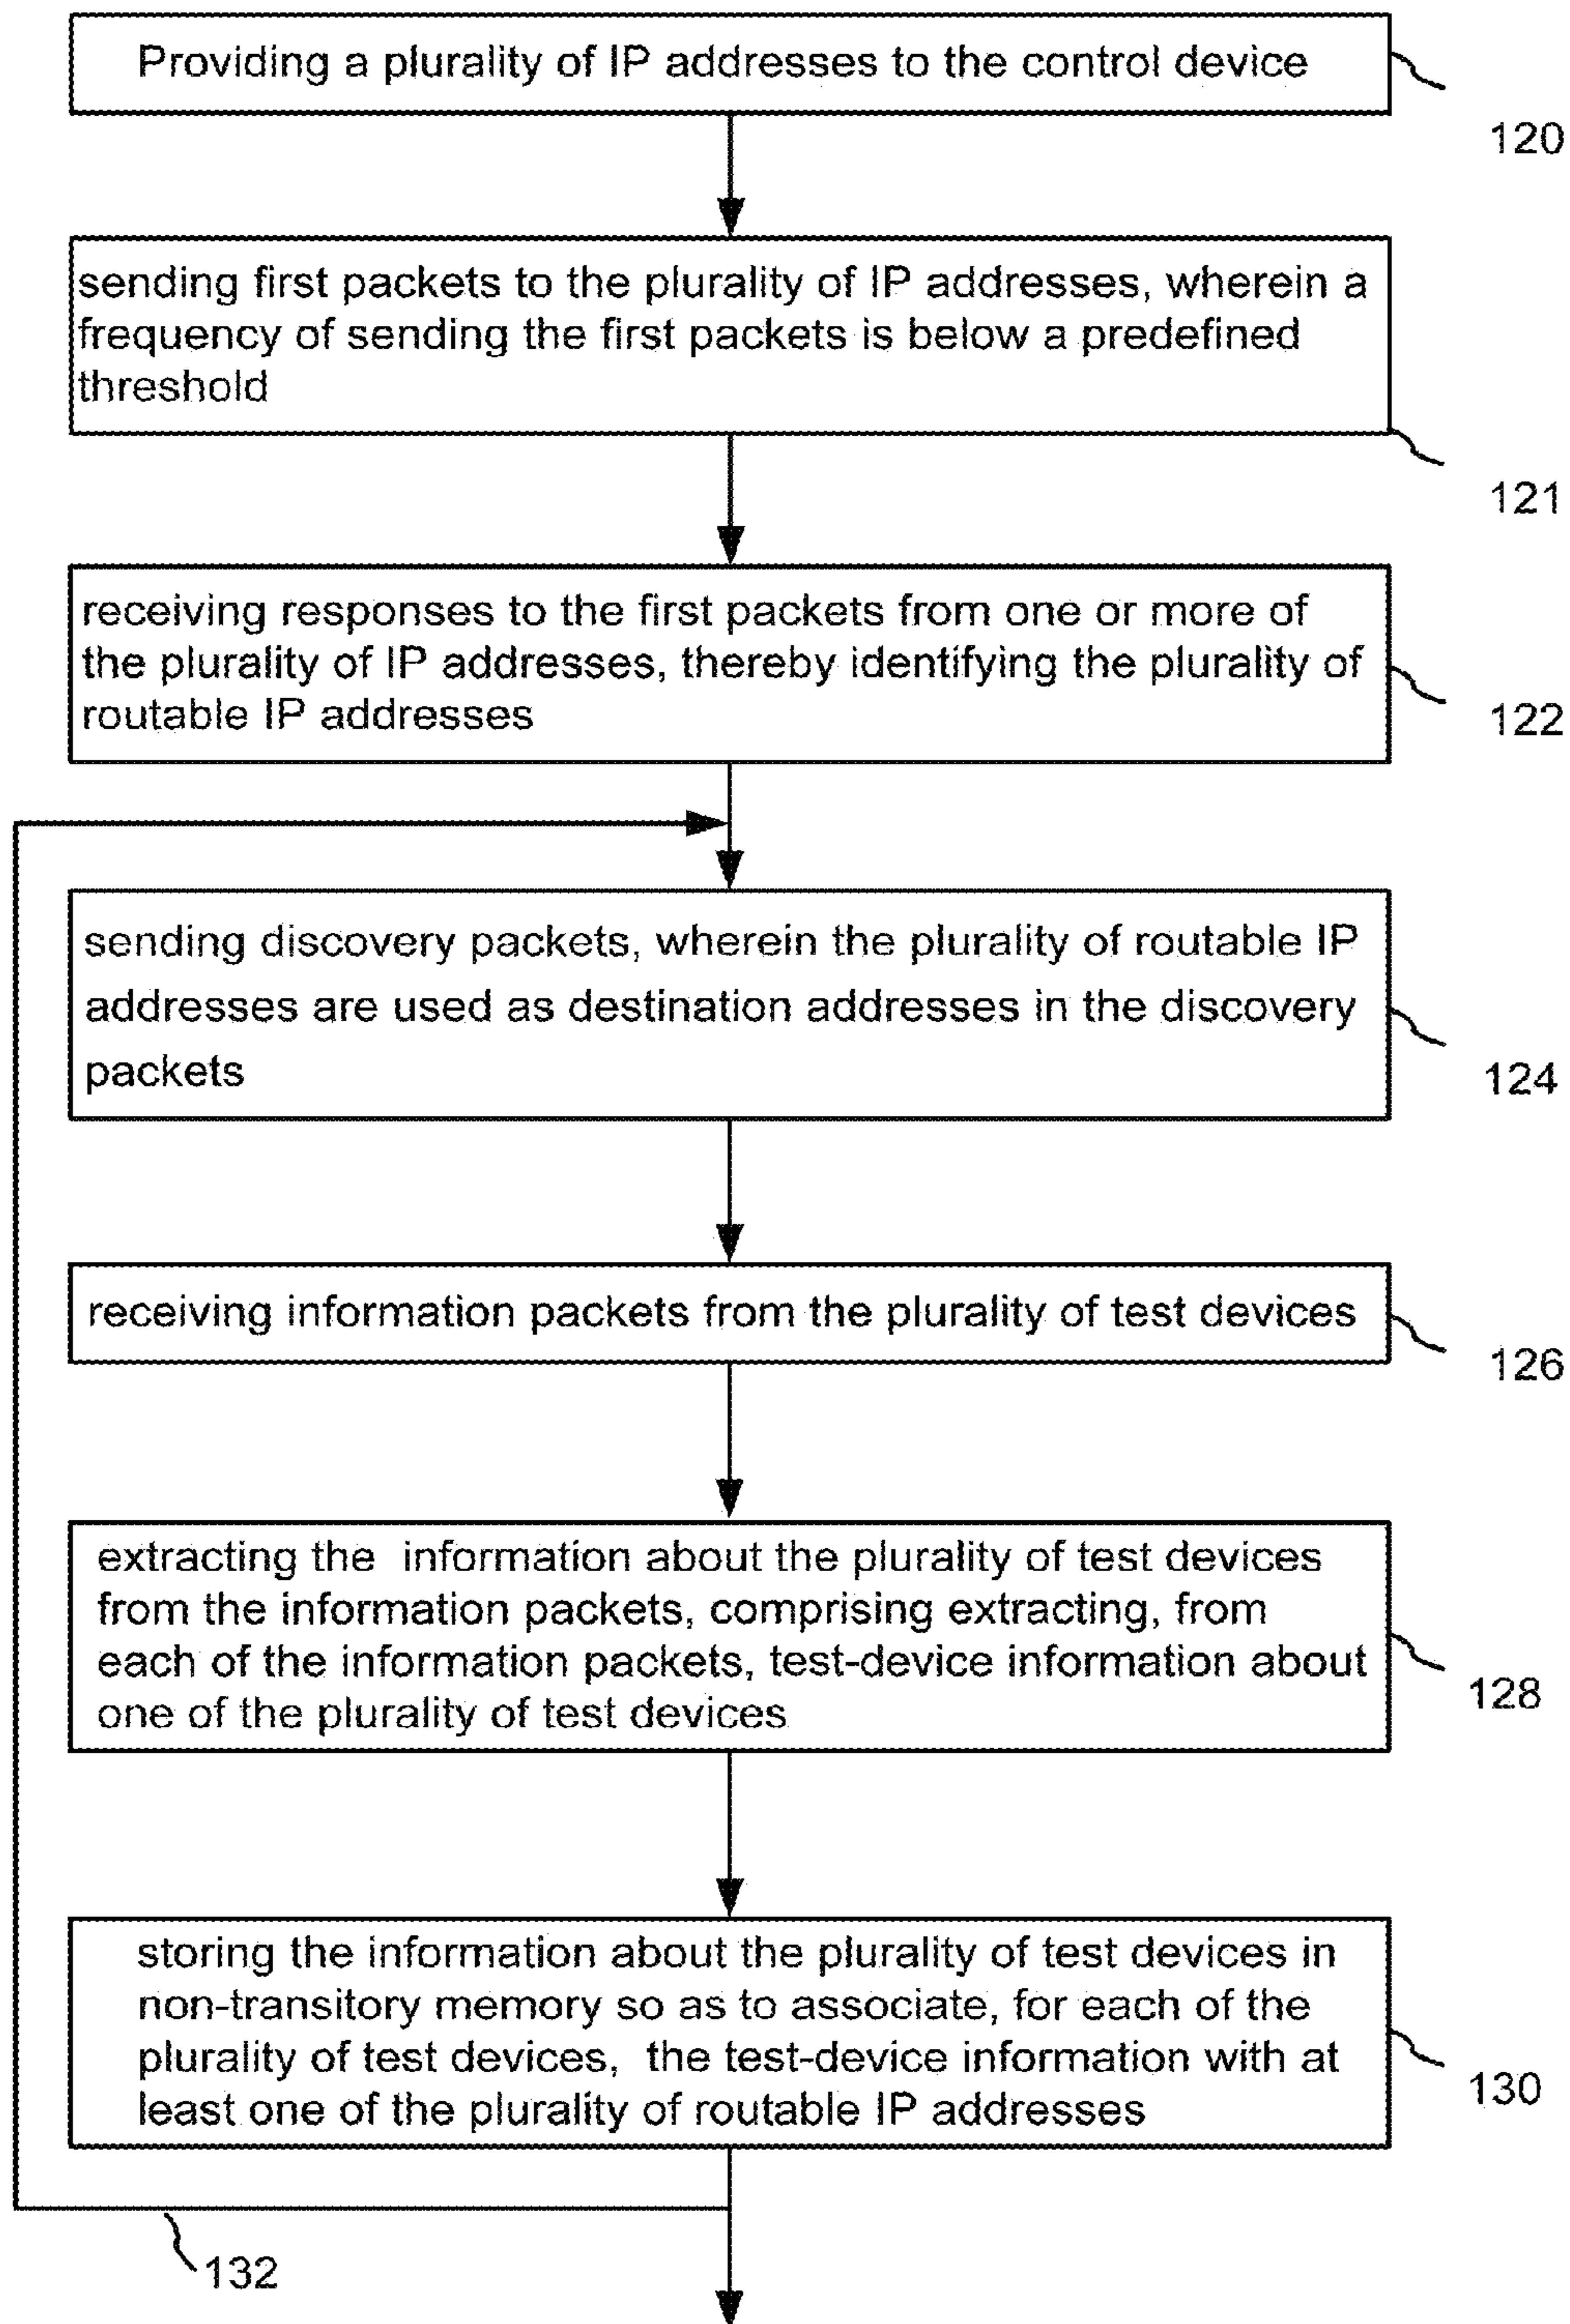 Providing a plurality of IP addresses to the control device
120
sending first packets to the plurality of IP addresses, wherein a
frequency of sending the first packets is below a predefined
threshold
121
receiving responses to the first packets from one or more of
the plurality of IP addresses, thereby identifying the plurality of
routable IP addresses
122
sending discovery packets, wherein the plurality of routable IP
addresses are used as destination addresses in the discovery
packets
124
receiving information packets from the plurality of test devices
126
extracting the information about the plurality of test devices
from the information packets, comprising extracting, from
each of the information packets, test-device information about
one of the plurality of test devices
128
storing the information about the plurality of test devices in
non-transitory memory so as to associate, for each of the
plurality of test devices, the test-device information with at
least one of the plurality of routable IP addresses
130
132